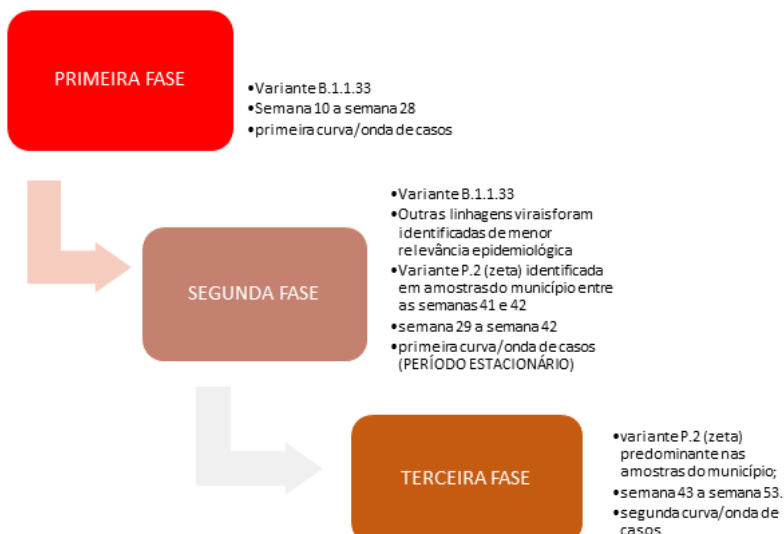 PRIMEIRA FASE
•Variante B.1.1.33
•Semana 10 a semana 28
•primeira curva/onda de casos
SEGUNDA FASE
•Variante B.1.1.33
•Outras linhagens virais foram
identificadas de menor
relevância epidemiológica
•Variante P.2 (zeta) identificada
em amostras do município entre
as semanas 41 e 42
•semana 29 a semana 42
•primeira curva/onda de casos
(PERÍODO ESTACIONÁRIO)
TERCEIRA FASE
•variante P.2 (zeta)
predominante nas
amostras do município;
•semana 43 a semana 53.
•segunda curva/onda de
casos